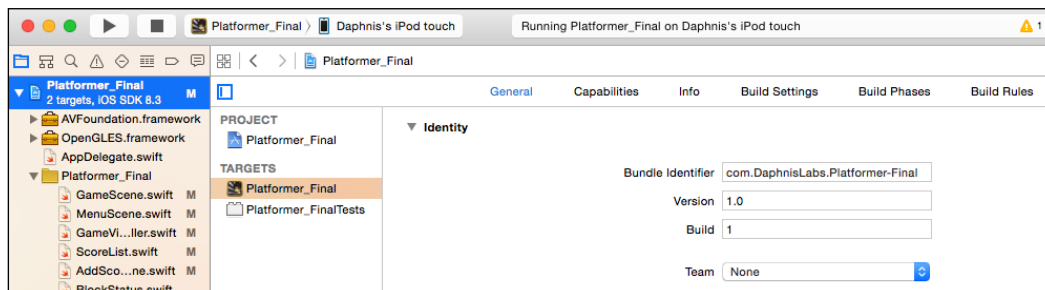 Platformer_Final
Daphnis's iPod touch
Running Platformer_Final on Daphnis's iPod touch
1
Platformer_Final
Platformer_Final
2 targets, iOS SDK 8.3
M
General
Capabilities
Info
Build Settings
Build Phases
Build Rules
AVFoundation.framework
OpenGLES.framework
AppDelegate.swift
Platformer_Final
GameScene.swift M
MenuScene.swift M
GameVi...ller.swift M
ScoreList.swift M
AddSco...ne.swift M
BlockStatus.swift
PROJECT
Platformer_Final
TARGETS
Platformer_Final
Platformer_FinalTests
Identity
Bundle Identifier com.DaphnisLabs.Platformer-Final
Version 1.0
Build 1
Team None